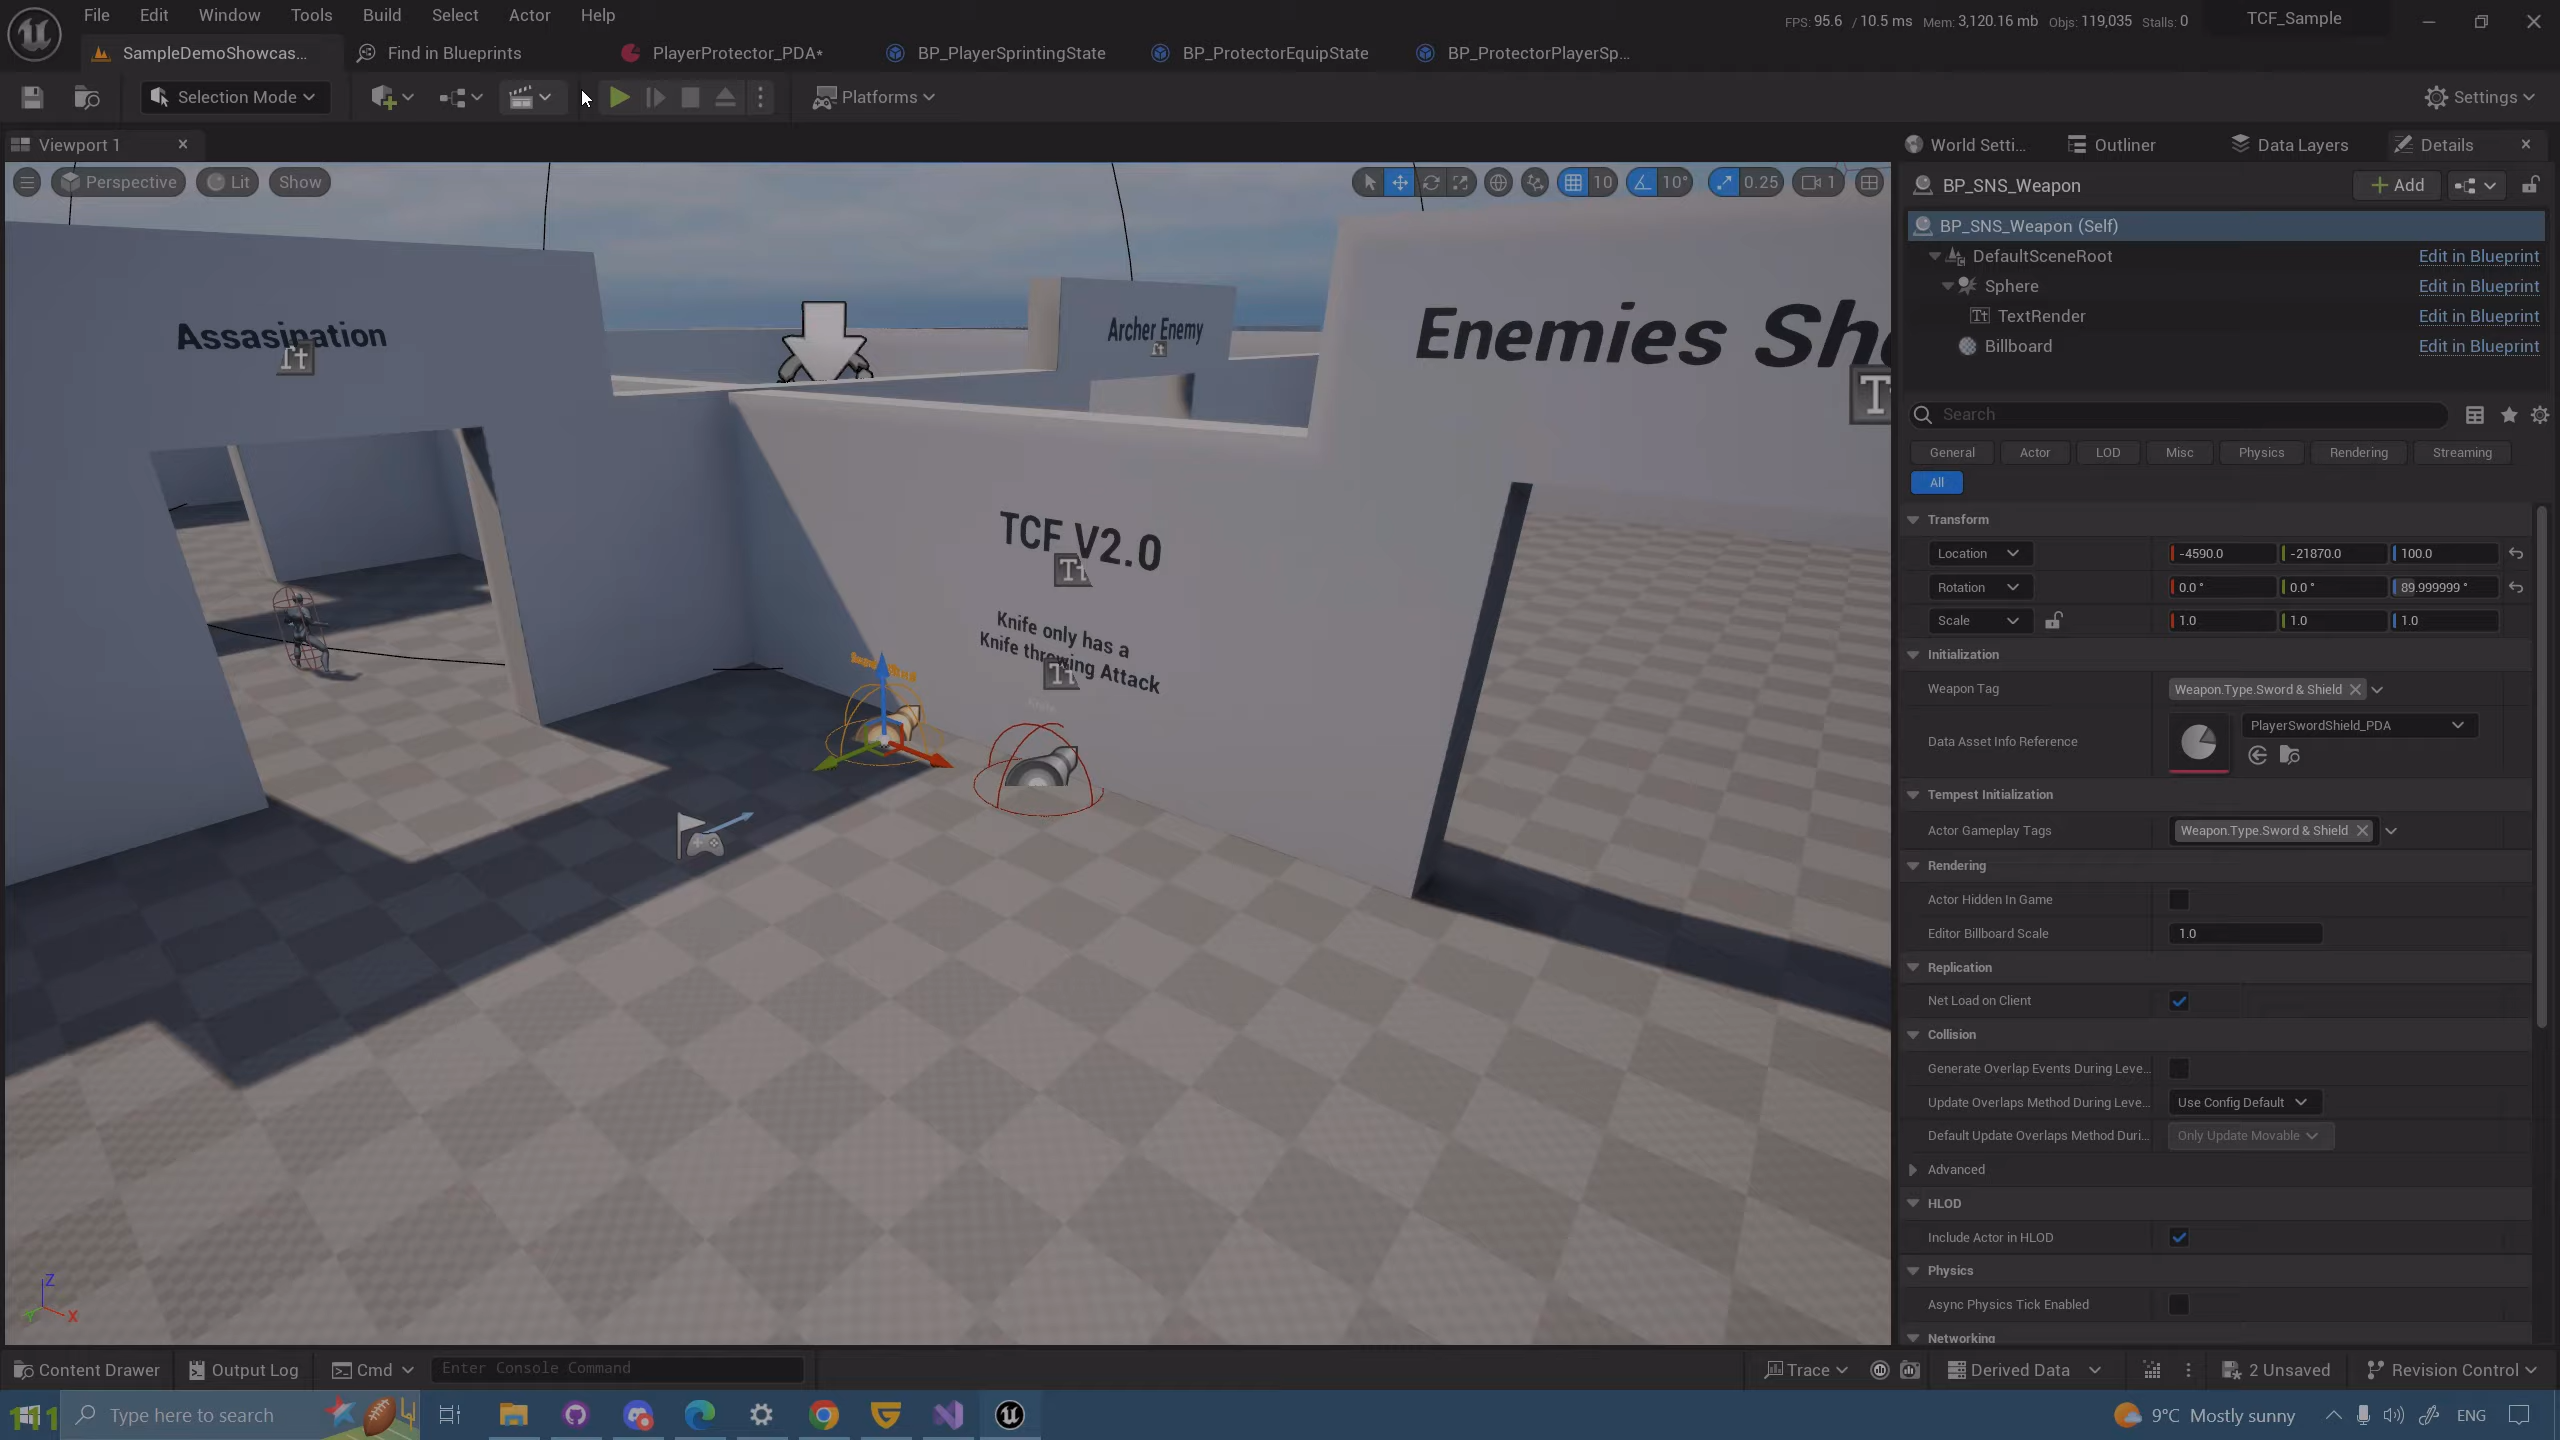 File Edit Window Tools Build Select Actor Help
FPS: 95.6 / 10.5 ms Mem: 3,120.16 mb Objs: 119,035 Stalls: 0
TCF_Sample
SampleDemoShowcas...
Find in Blueprints
PlayerProtector_PDA*
BP_PlayerSprintingState
BP_ProtectorEquipState
BP_ProtectorPlayerSp...
Selection Mode
Platforms
Settings
Viewport 1
World Setti...
Outliner
Data Layers
Details
Perspective
Lit
Show
10
10°
0.25
1
BP_SNS_Weapon
Add
BP_SNS_Weapon (Self)
DefaultSceneRoot
Edit in Blueprint
Sphere
Edit in Blueprint
TextRender
Edit in Blueprint
Billboard
Edit in Blueprint
Search
General
Actor
LOD
Misc
Physics
Rendering
Streaming
All
Transform
Location
-4590.0
-21870.0
100.0
Rotation
0.0 °
0.0 °
89.999999 °
Scale
1.0
1.0
1.0
Initialization
Weapon Tag
Weapon.Type.Sword & Shield
Data Asset Info Reference
PlayerSwordShield_PDA
Tempest Initialization
Actor Gameplay Tags
Weapon.Type.Sword & Shield
Rendering
Actor Hidden In Game
Editor Billboard Scale
1.0
Replication
Net Load on Client
Collision
Generate Overlap Events During Leve...
Update Overlaps Method During Leve...
Use Config Default
Default Update Overlaps Method Duri...
Only Update Movable
Advanced
HLOD
Include Actor in HLOD
Physics
Async Physics Tick Enabled
Networking
Assasination
Archer Enemy
Enemies Sh
TCF V2.0
Knife only has a
Knife throwing Attack
Knife
Z
X
Content Drawer
Output Log
Cmd
Enter Console Command
Trace
Derived Data
2 Unsaved
Revision Control
Type here to search
9°C Mostly sunny
ENG